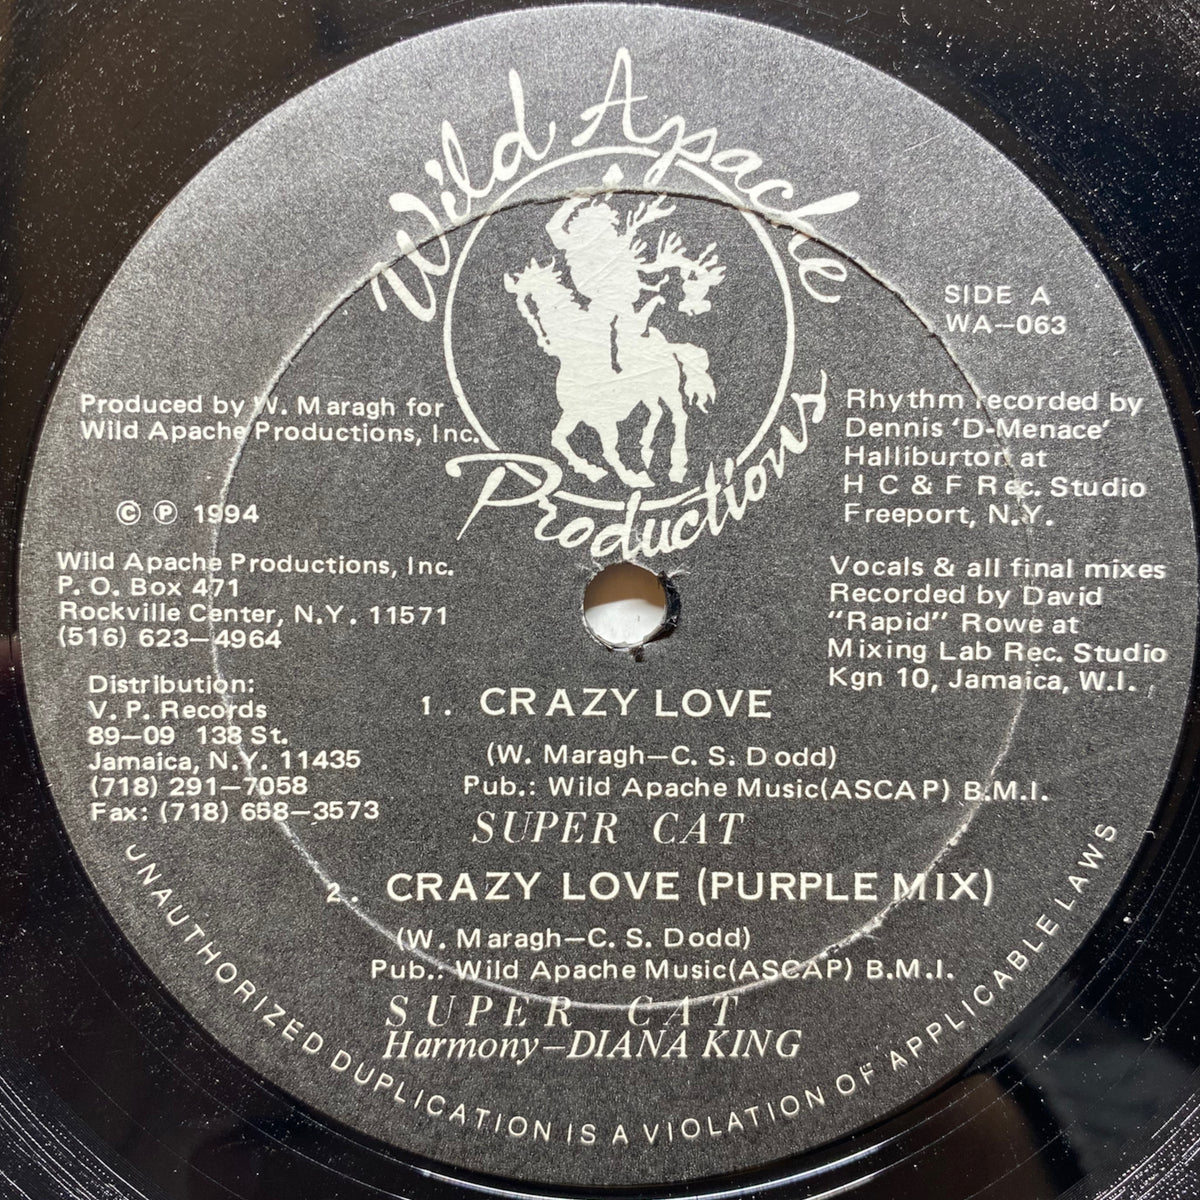 Wild Apache
Productions
SIDE A
WA-063
Produced by W. Maragh for
Wild Apache Productions, Inc.
© ℗ 1994
Wild Apache Productions, Inc.
P. O. Box 471
Rockville Center, N.Y. 11571
(516) 623-4964
Distribution:
V. P. Records
89-09 138 St.
Jamaica, N.Y. 11435
(718) 291-7058
Fax: (718) 658-3573
Rhythm recorded by
Dennis 'D-Menace'
Halliburton at
H C & F Rec. Studio
Freeport, N.Y.
Vocals & all final mixes
Recorded by David
"Rapid" Rowe at
Mixing Lab Rec. Studio
Kgn 10, Jamaica, W.I.
1. CRAZY LOVE
(W. Maragh-C. S. Dodd)
Pub.: Wild Apache Music(ASCAP) B.M.I.
SUPER CAT
2. CRAZY LOVE (PURPLE MIX)
(W. Maragh-C. S. Dodd)
Pub.: Wild Apache Music(ASCAP) B.M.I.
SUPER CAT
Harmony-DIANA KING
UNAUTHORIZED DUPLICATION IS A VIOLATION OF APPLICABLE LAWS